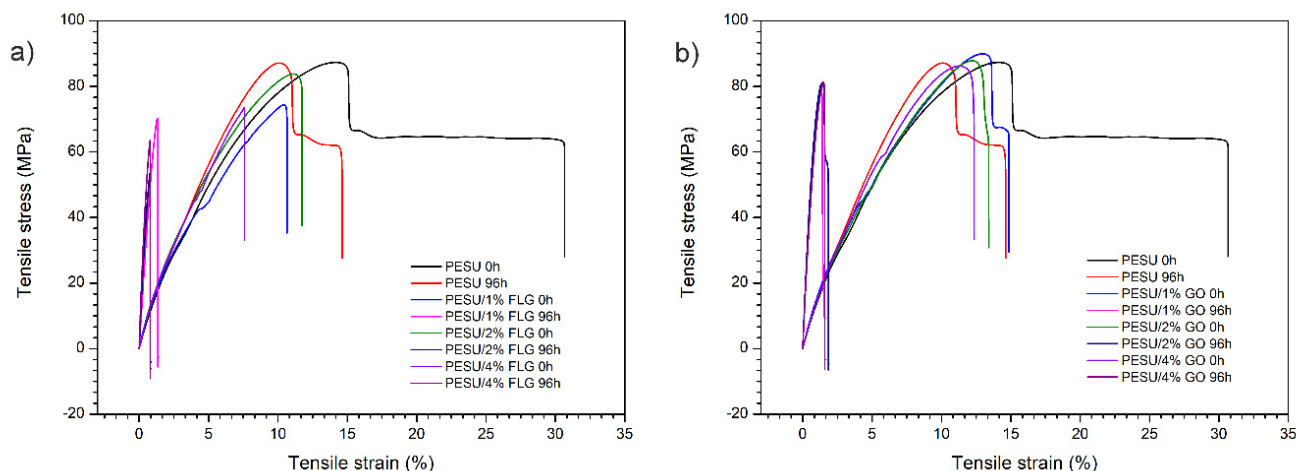 a)
100
80
60
40
20
0
-20
0 5 10 15 20 25 30 35
Tensile stress (MPa)
Tensile strain (%)
PESU 0h
PESU 96h
PESU/1% FLG 0h
PESU/1% FLG 96h
PESU/2% FLG 0h
PESU/2% FLG 96h
PESU/4% FLG 0h
PESU/4% FLG 96h
b)
100
80
60
40
20
0
-20
0 5 10 15 20 25 30 35
Tensile stress (MPa)
Tensile strain (%)
PESU 0h
PESU 96h
PESU/1% GO 0h
PESU/1% GO 96h
PESU/2% GO 0h
PESU/2% GO 96h
PESU/4% GO 0h
PESU/4% GO 96h